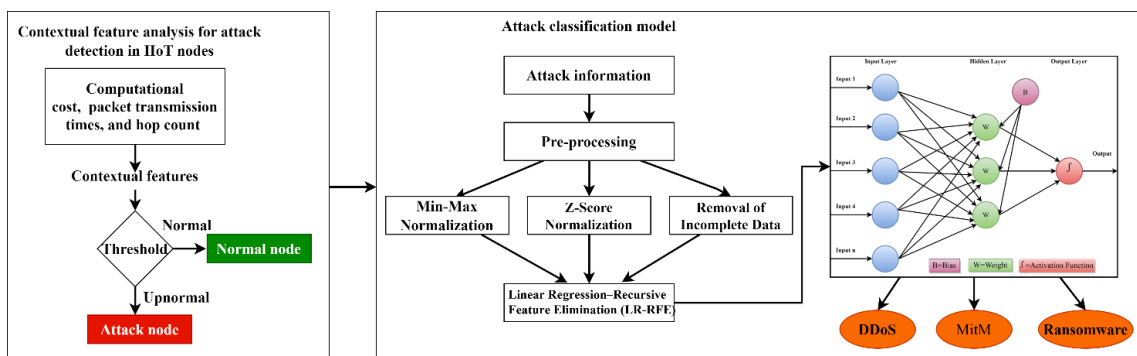 Contextual feature analysis for attack
detection in IIoT nodes
Computational
cost, packet transmission
times, and hop count
Contextual features
Threshold
Normal
Normal node
Upnormal
Attack node
Attack classification model
Attack information
Pre-processing
Min-Max
Normalization
Z-Score
Normalization
Removal of
Incomplete Data
Linear Regression–Recursive
Feature Elimination (LR-RFE)
Input Layer
Hidden Layer
Output Layer
Input 1
Input 2
Input 3
Input 4
Input n
B
W
W
W
∫
Output
B=Bias
W=Weight
∫ =Activation Function
DDoS
MitM
Ransomware